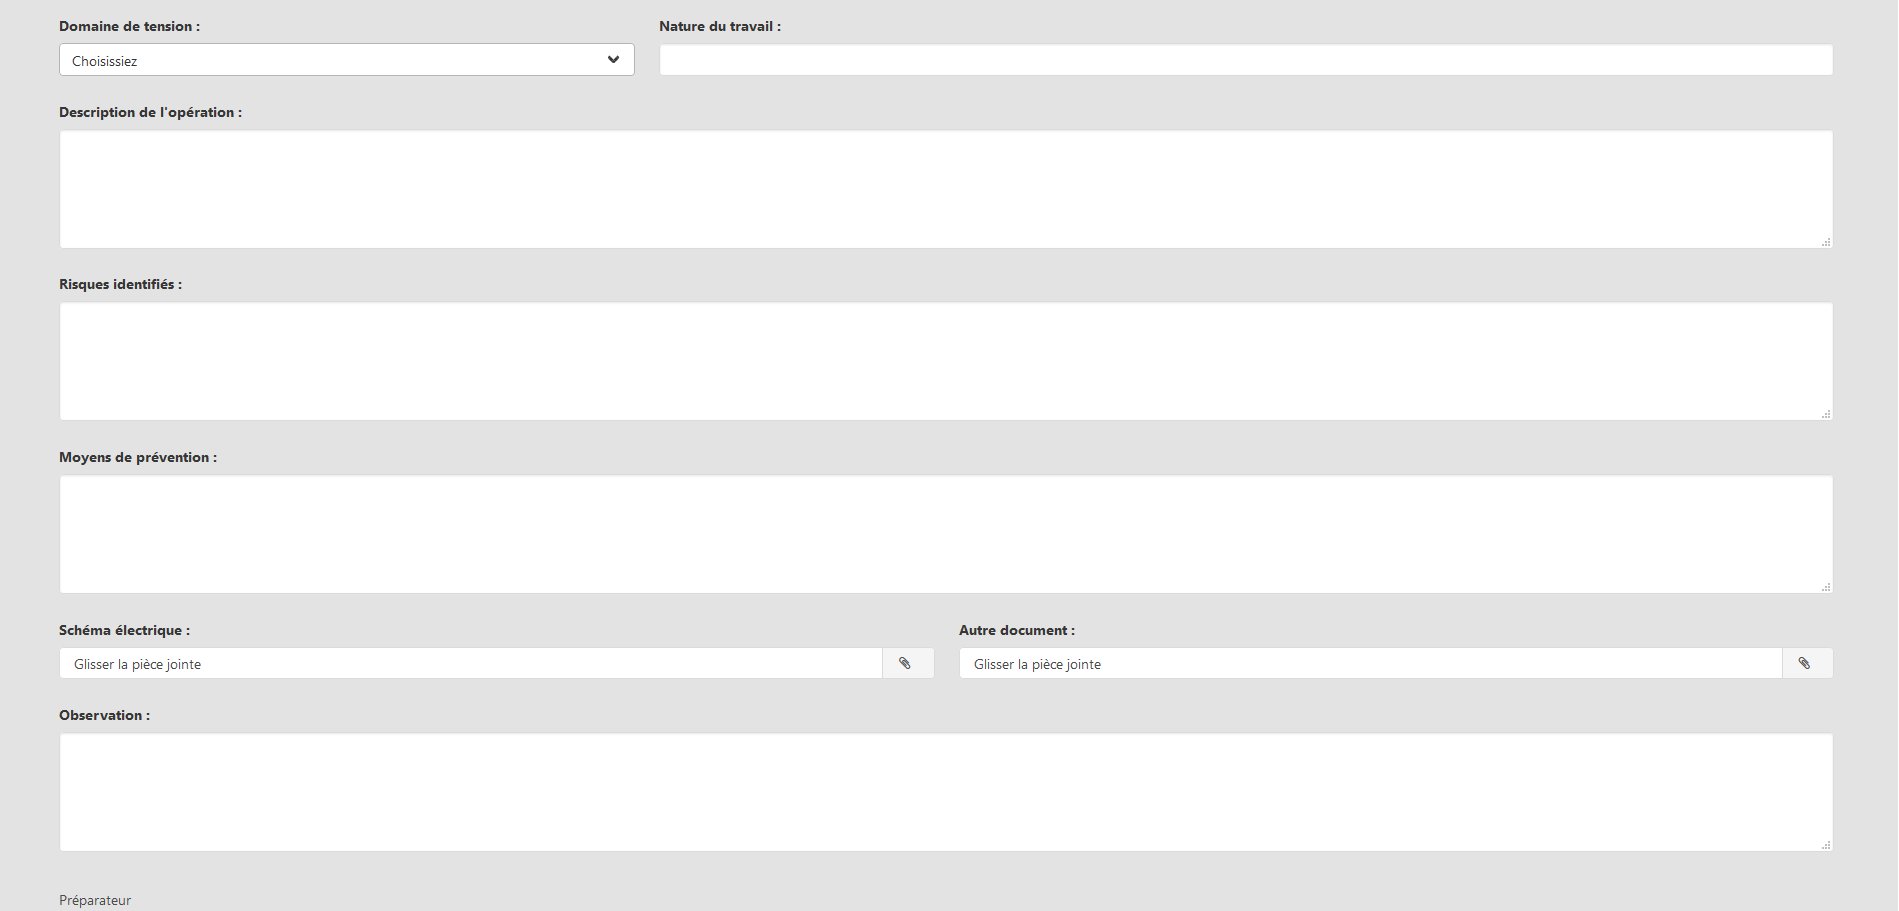 Domaine de tension :
Nature du travail :
Choisissiez
Description de l'opération :
Risques identifiés :
Moyens de prévention :
Schéma électrique :
Autre document :
Glisser la pièce jointe
Glisser la pièce jointe
Observation :
Préparateur